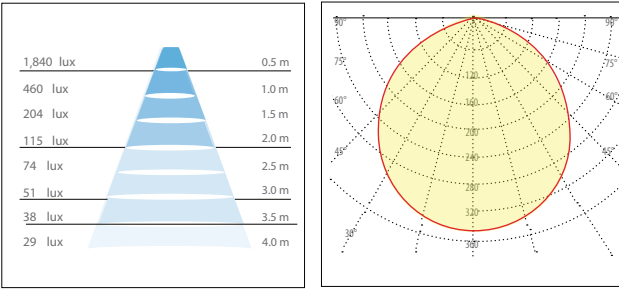 1,840 lux 0.5 m
460 lux 1.0 m
204 lux 1.5 m
115 lux 2.0 m
74 lux 2.5 m
51 lux 3.0 m
38 lux 3.5 m
29 lux 4.0 m
90° 90°
75° 75°
60° 60°
45° 45°
30°
120
160
200
240
280
320
360